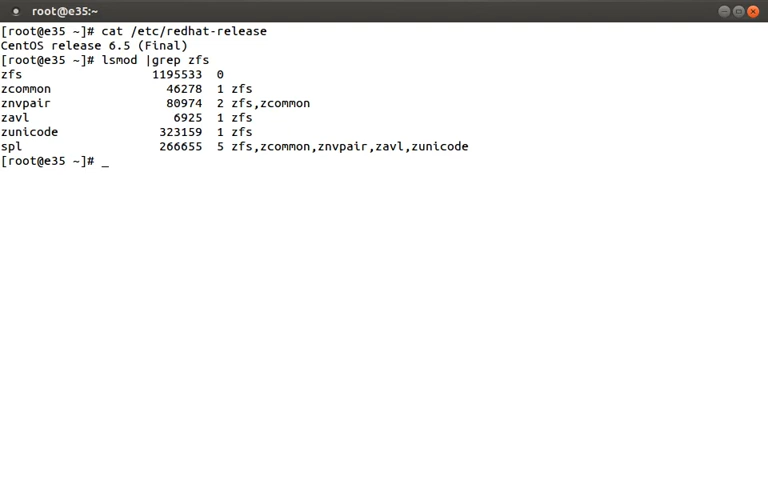 root@e35:~
[root@e35 ~]# cat /etc/redhat-release
CentOS release 6.5 (Final)
[root@e35 ~]# lsmod |grep zfs
zfs                  1195533  0
zcommon                46278  1 zfs
znvpair                80974  2 zfs,zcommon
zavl                    6925  1 zfs
zunicode              323159  1 zfs
spl                   266655  5 zfs,zcommon,znvpair,zavl,zunicode
[root@e35 ~]# _